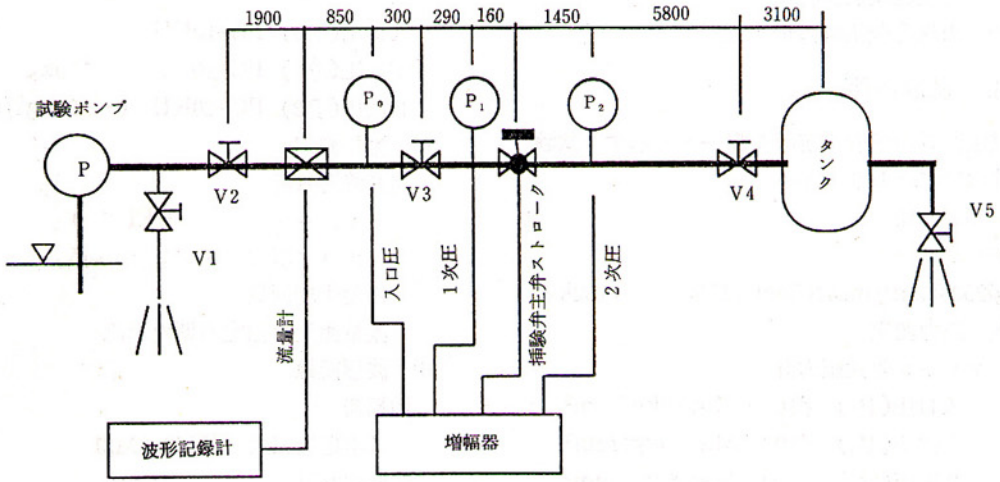 1900 850 300 290 160 1450 5800 3100
試験ポンプ
P
V1
V2
P₀
V3
P₁
P₂
V4
タンク
V5
流量計
入口圧
1次圧
挿験弁主弁ストローク
2次圧
波形記録計
増幅器